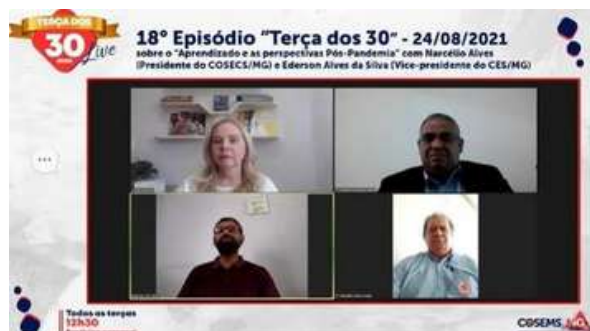 TERÇA DOS
30
Live
18º Episódio "Terça dos 30" - 24/08/2021
sobre o "Aprendizado e as perspectivas Pós-Pandemia" com Narcélio Alves
(Presidente do COSECS/MG) e Ederson Alves da Silva (Vice-presidente do CES/MG)
Todas as terças
12h30
COSEMS MG